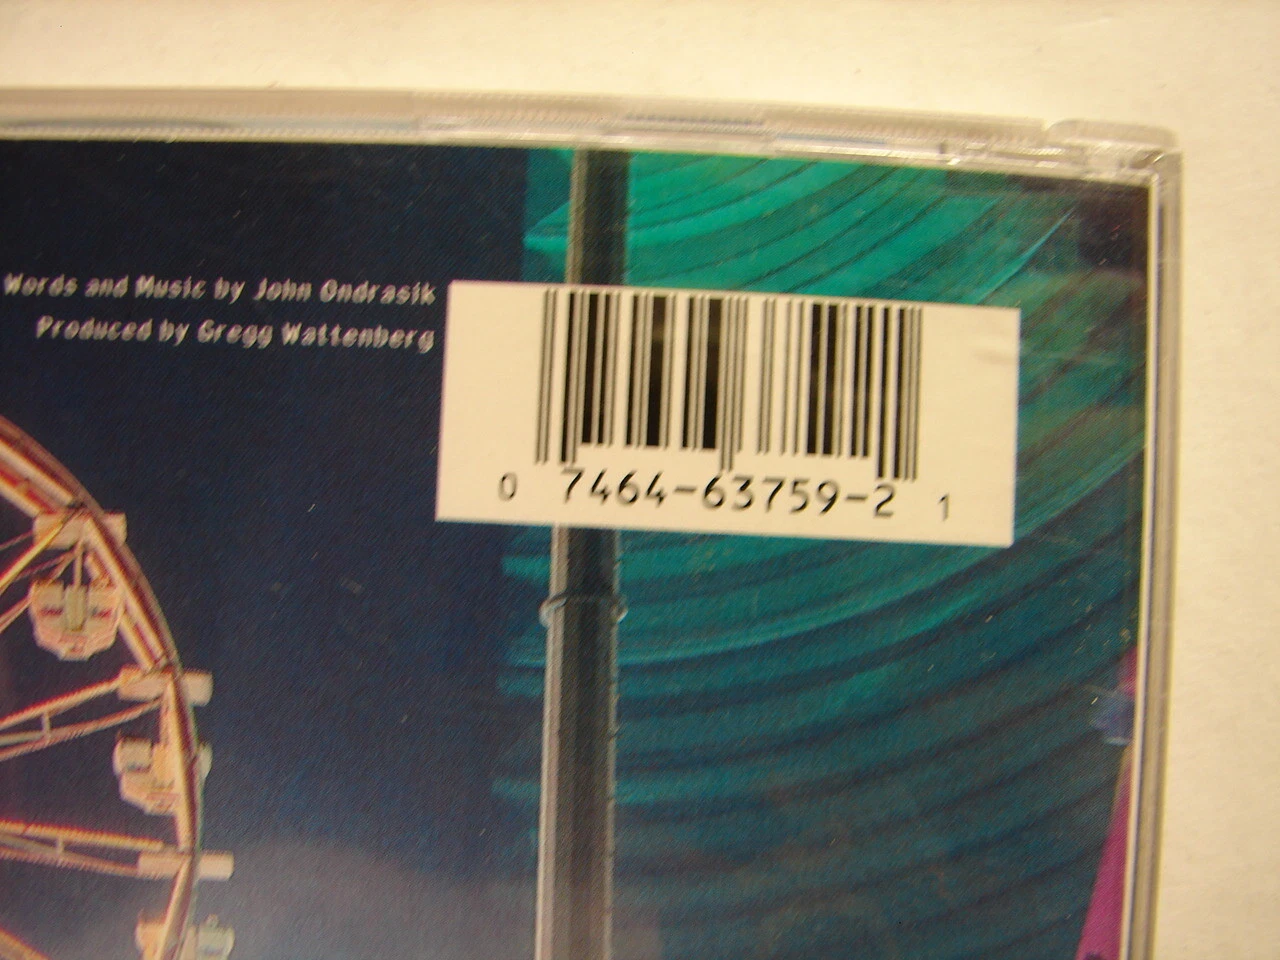 Words and Music by John Ondrasik
Produced by Gregg Wattenberg
0 7464-63759-2 1